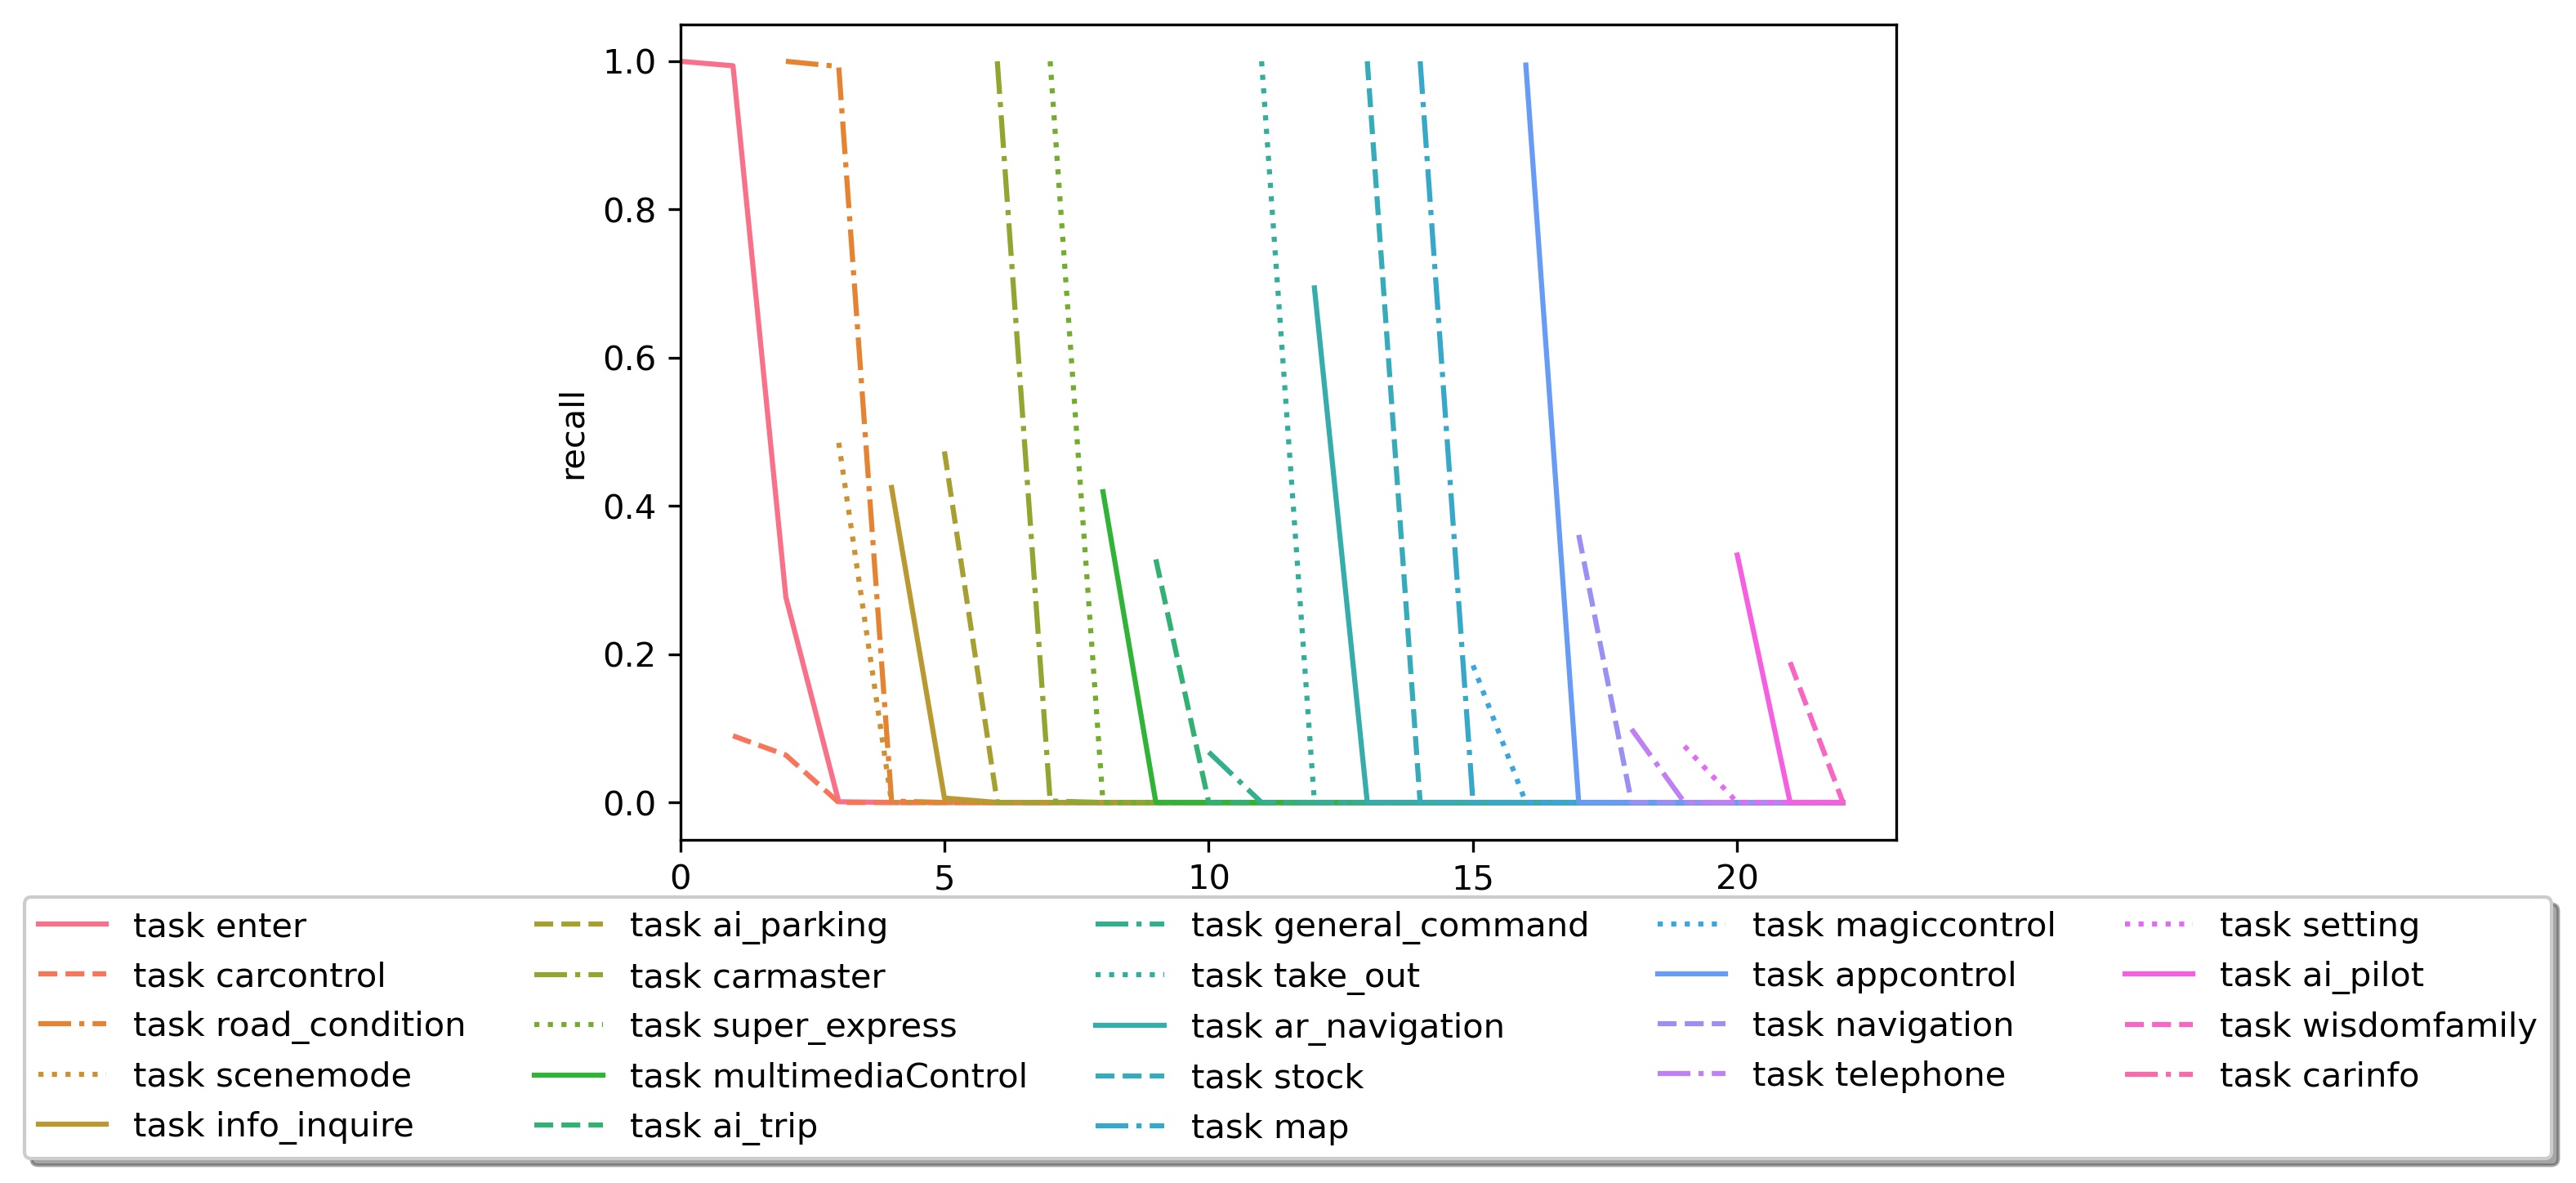 1.0
0.8
0.6
0.4
0.2
0.0
recall
0 5 10 15 20
task enter
task carcontrol
task road_condition
task scenemode
task info_inquire
task ai_parking
task carmaster
task super_express
task multimediaControl
task ai_trip
task general_command
task take_out
task ar_navigation
task stock
task map
task magiccontrol
task appcontrol
task navigation
task telephone
task setting
task ai_pilot
task wisdomfamily
task carinfo